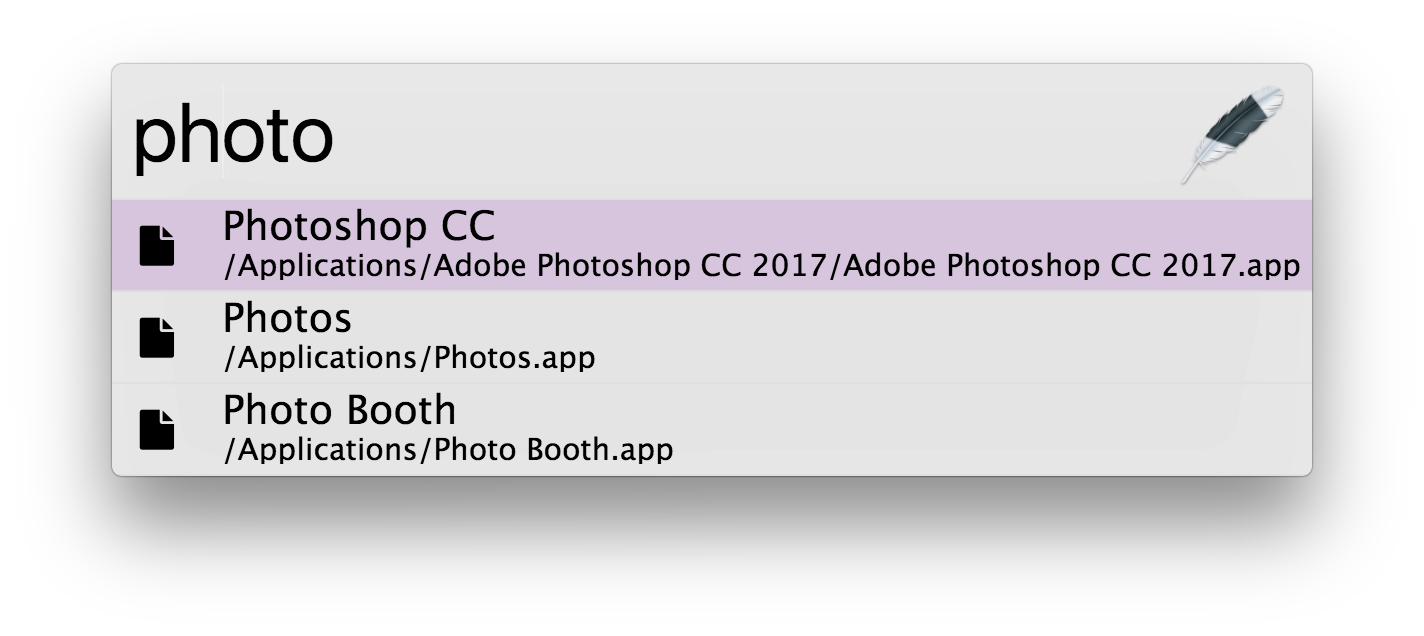 photo
Photoshop CC
/Applications/Adobe Photoshop CC 2017/Adobe Photoshop CC 2017.app
Photos
/Applications/Photos.app
Photo Booth
/Applications/Photo Booth.app